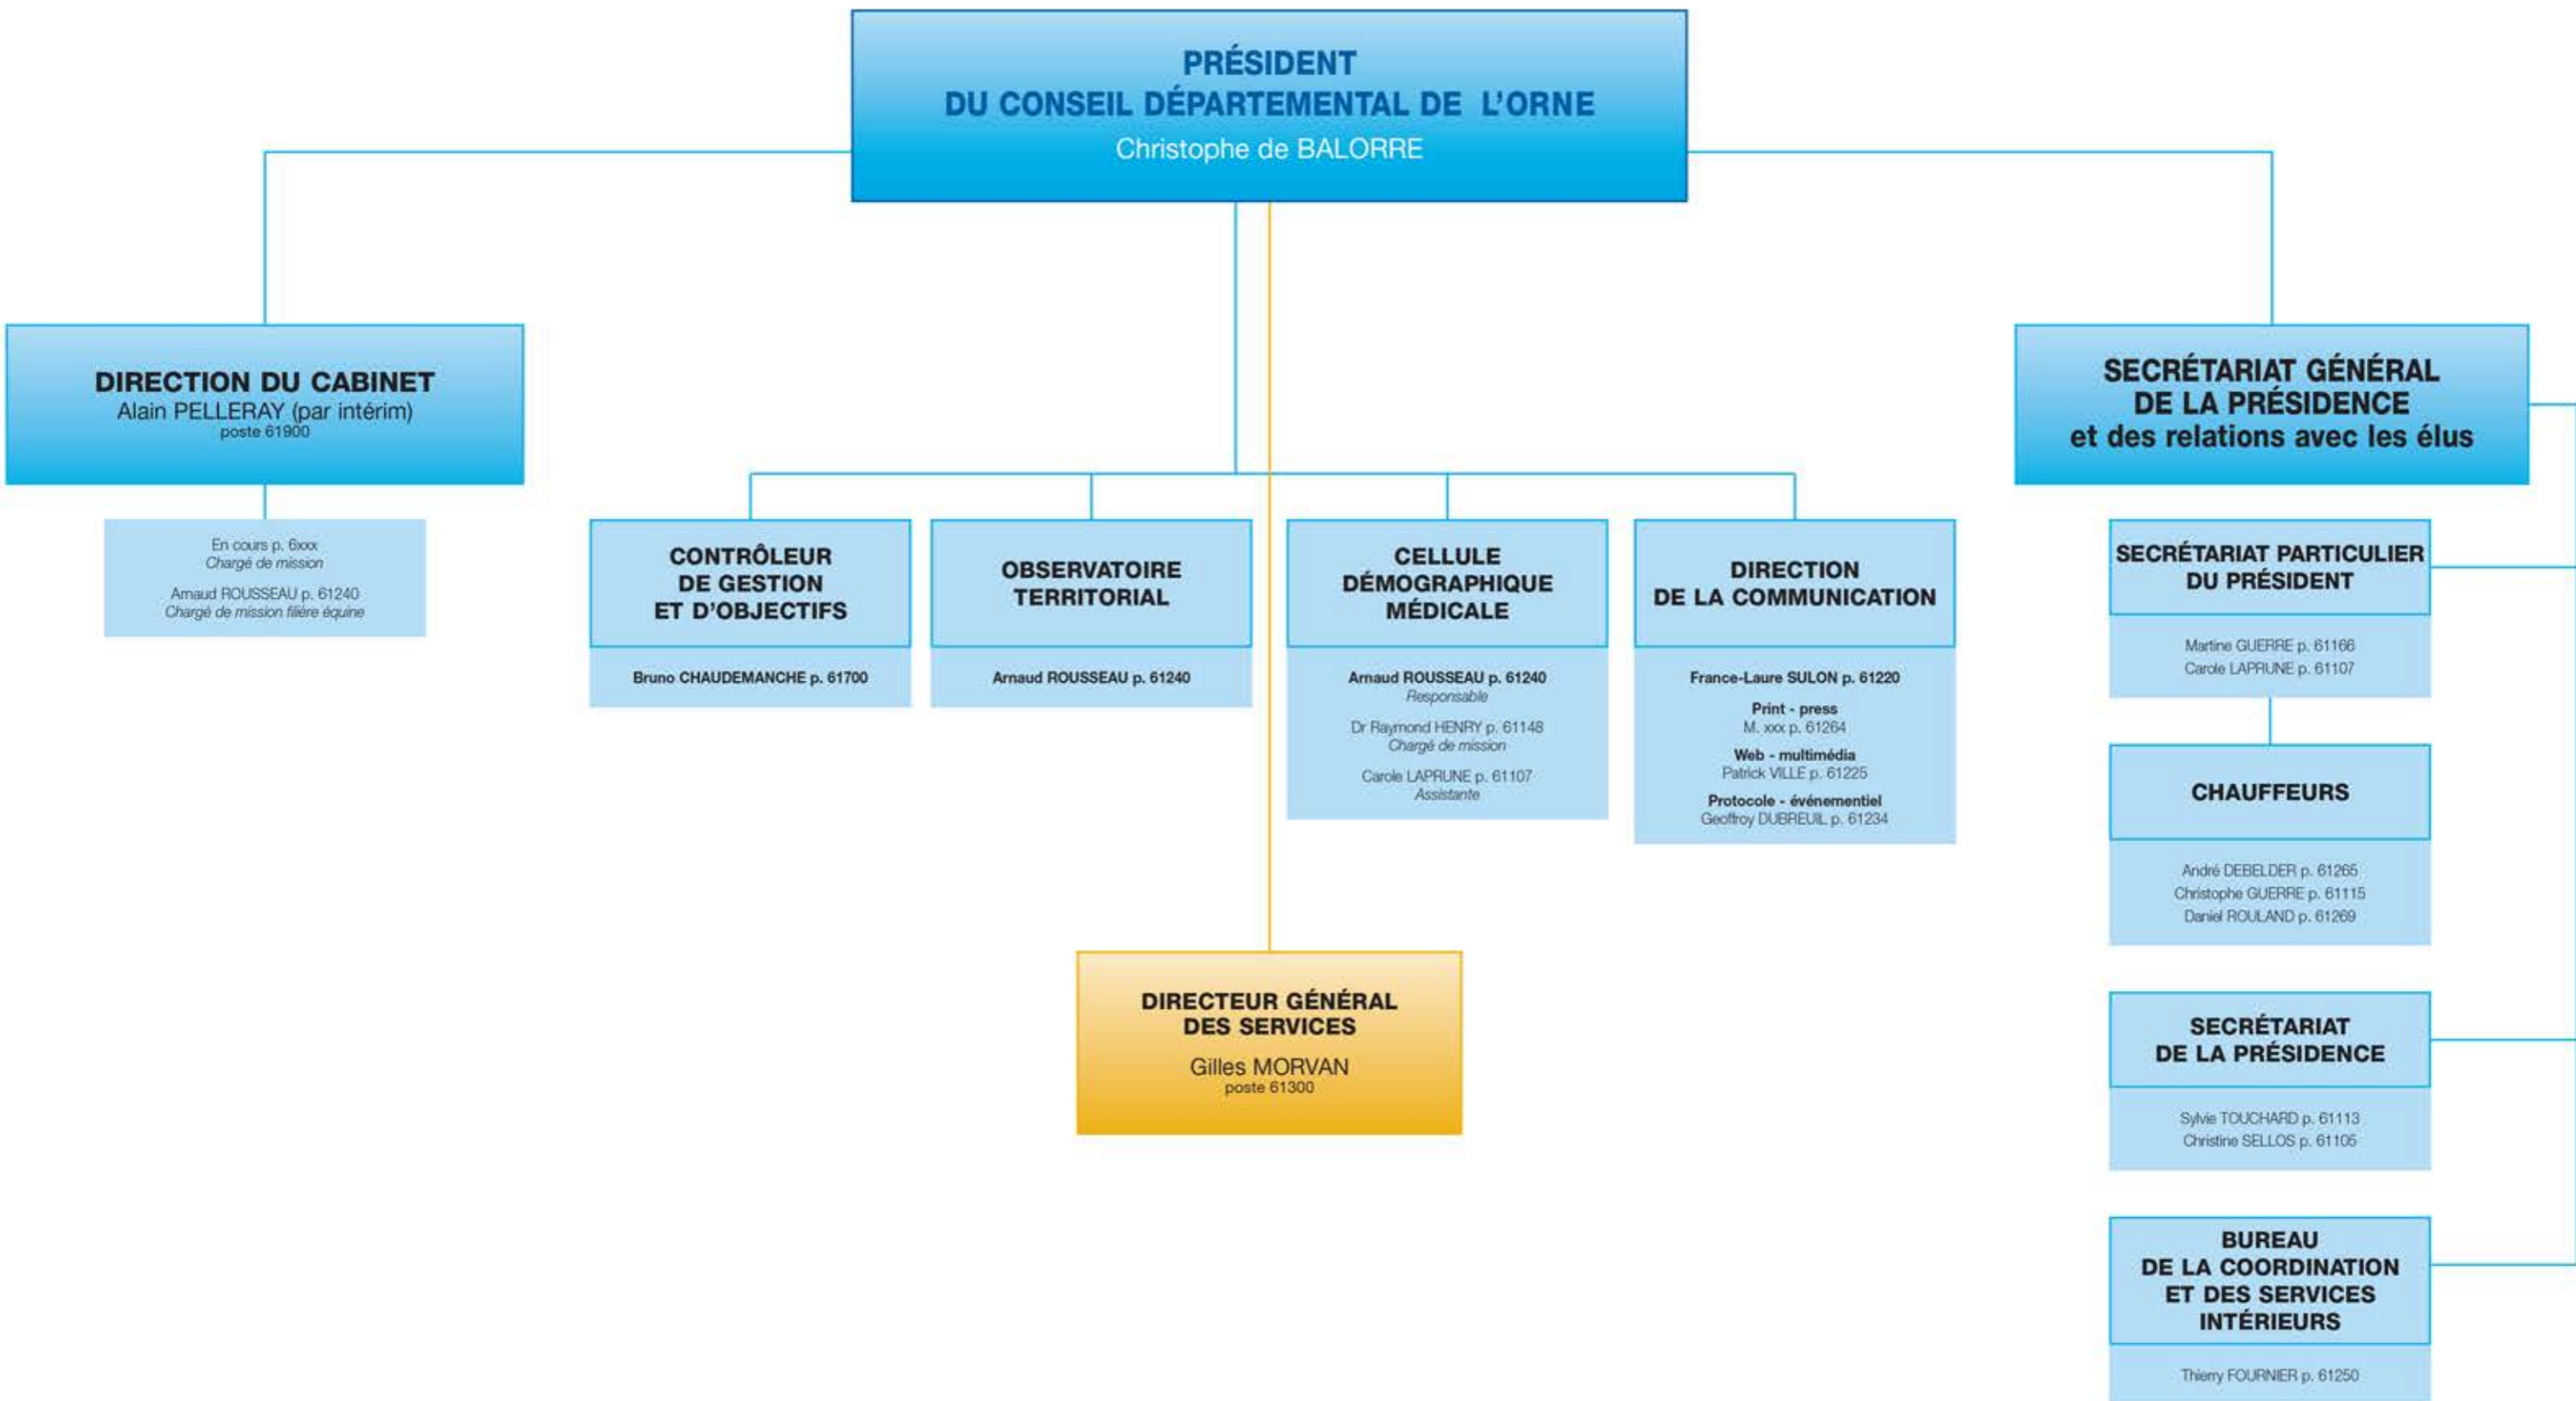 PRÉSIDENT
DU CONSEIL DÉPARTEMENTAL DE L'ORNE
Christophe de BALORRE
DIRECTION DU CABINET
Alain PELLERAY (par intérim)
poste 61900
En cours p. 6xxx
Chargé de mission
Arnaud ROUSSEAU p. 61240
Chargé de mission filière équine
CONTRÔLEUR
DE GESTION
ET D'OBJECTIFS
Bruno CHAUDEMANCHE p. 61700
OBSERVATOIRE
TERRITORIAL
Arnaud ROUSSEAU p. 61240
CELLULE
DÉMOGRAPHIQUE
MÉDICALE
Arnaud ROUSSEAU p. 61240
Responsable
Dr Raymond HENRY p. 61148
Chargé de mission
Carole LAPRUNE p. 61107
Assistante
DIRECTION
DE LA COMMUNICATION
France-Laure SULON p. 61220
Print - press
M. xxx p. 61264
Web - multimédia
Patrick VILLE p. 61225
Protocole - événementiel
Geoffroy DUBREUIL p. 61234
DIRECTEUR GÉNÉRAL
DES SERVICES
Gilles MORVAN
poste 61300
SECRÉTARIAT GÉNÉRAL
DE LA PRÉSIDENCE
et des relations avec les élus
SECRÉTARIAT PARTICULIER
DU PRÉSIDENT
Martine GUERRE p. 61166
Carole LAPRUNE p. 61107
CHAUFFEURS
André DEBELDER p. 61265
Christophe GUERRE p. 61115
Daniel ROULAND p. 61269
SECRÉTARIAT
DE LA PRÉSIDENCE
Sylvie TOUCHARD p. 61113
Christine SELLOS p. 61105
BUREAU
DE LA COORDINATION
ET DES SERVICES
INTÉRIEURS
Thierry FOURNIER p. 61250